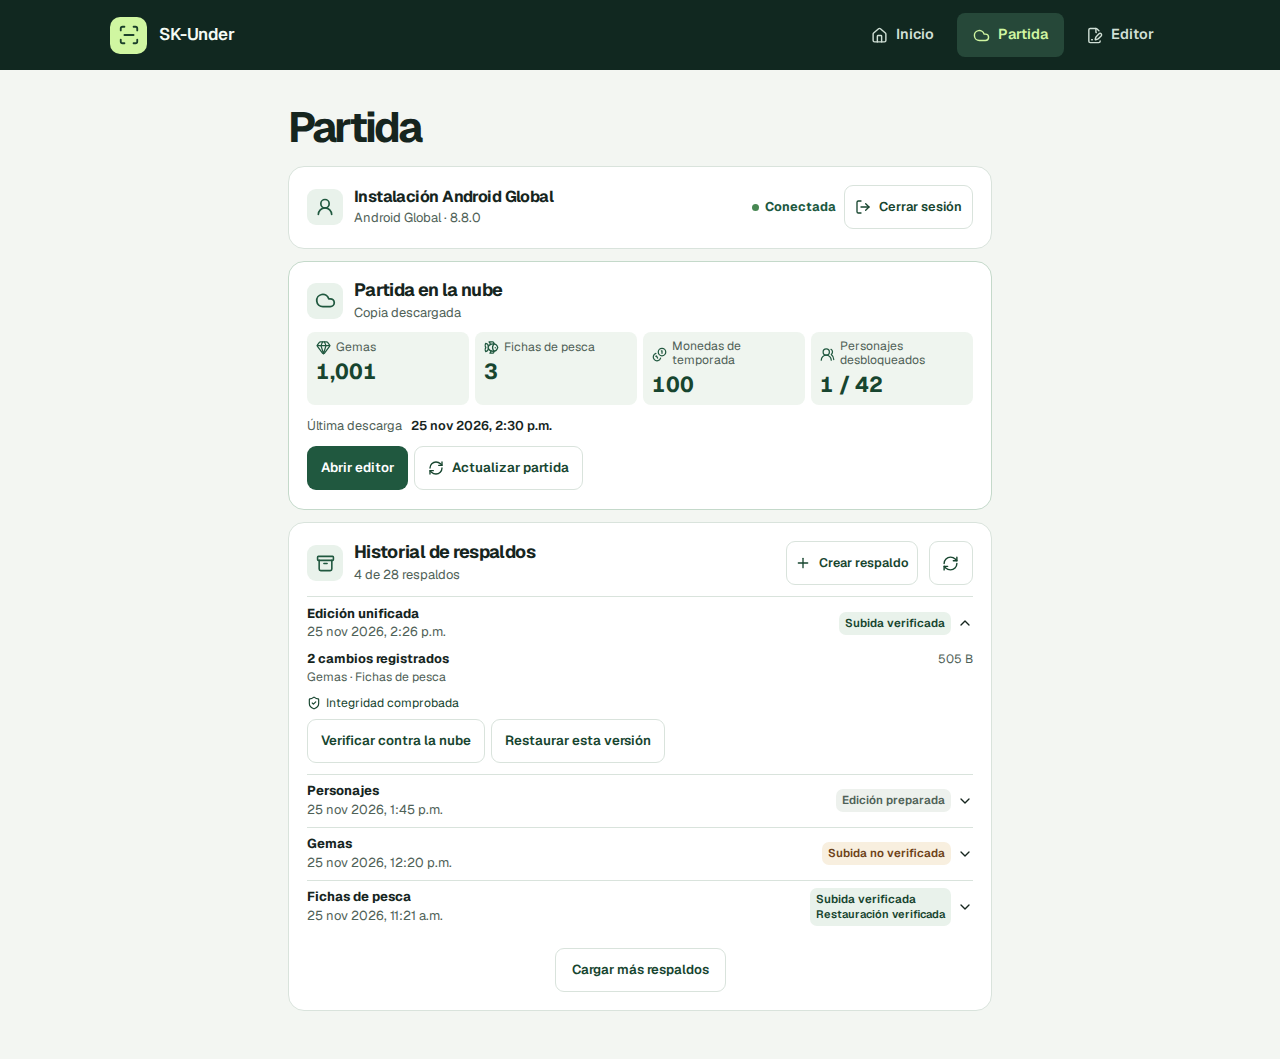 SK-Under
Inicio
Partida
Editor
Partida
Instalación Android Global
Android Global · 8.8.0
Conectada
Cerrar sesión
Partida en la nube
Copia descargada
Gemas
1,001
Fichas de pesca
3
Monedas de
temporada
100
Personajes
desbloqueados
1 / 42
Última descarga 25 nov 2026, 2:30 p.m.
Abrir editor
Actualizar partida
Historial de respaldos
4 de 28 respaldos
Crear respaldo
Edición unificada
25 nov 2026, 2:26 p.m.
Subida verificada
2 cambios registrados
505 B
Gemas · Fichas de pesca
Integridad comprobada
Verificar contra la nube
Restaurar esta versión
Personajes
25 nov 2026, 1:45 p.m.
Edición preparada
Gemas
25 nov 2026, 12:20 p.m.
Subida no verificada
Fichas de pesca
25 nov 2026, 11:21 a.m.
Subida verificada
Restauración verificada
Cargar más respaldos